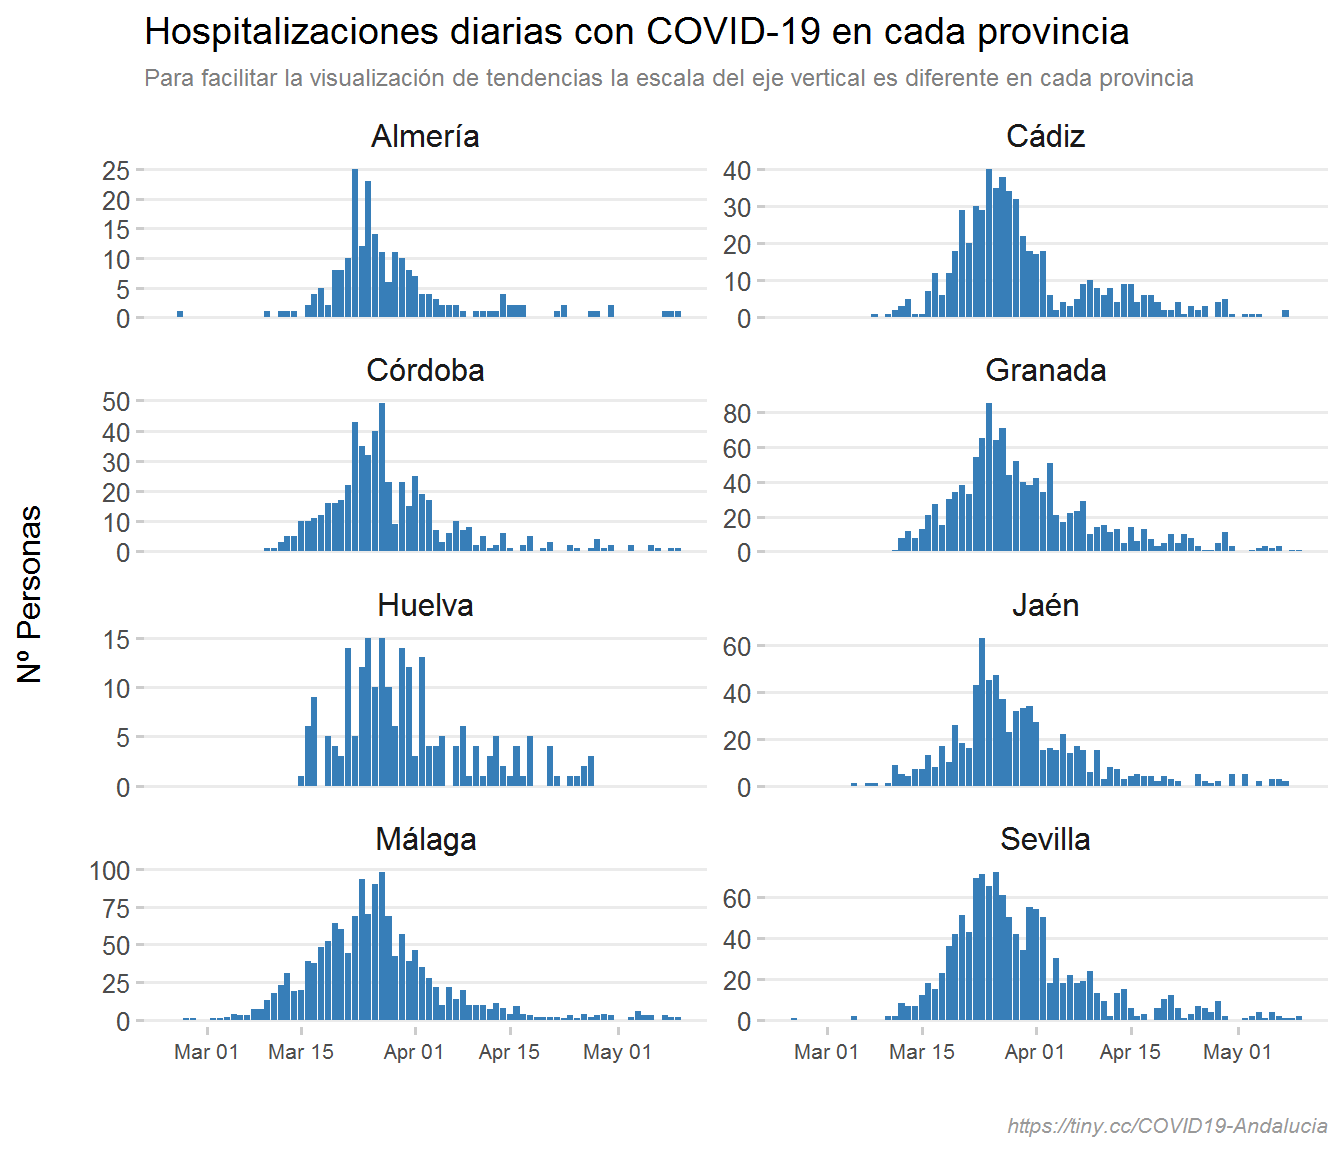 Hospitalizaciones diarias con COVID-19 en cada provincia
Para facilitar la visualización de tendencias la escala del eje vertical es diferente en cada provincia
Nº Personas
Almería
25
20
15
10
5
0
Cádiz
40
30
20
10
0
Córdoba
50
40
30
20
10
0
Granada
80
60
40
20
0
Huelva
15
10
5
0
Jaén
60
40
20
0
Málaga
100
75
50
25
0
Mar 01 Mar 15 Apr 01 Apr 15 May 01
Sevilla
60
40
20
0
Mar 01 Mar 15 Apr 01 Apr 15 May 01
https://tiny.cc/COVID19-Andalucia